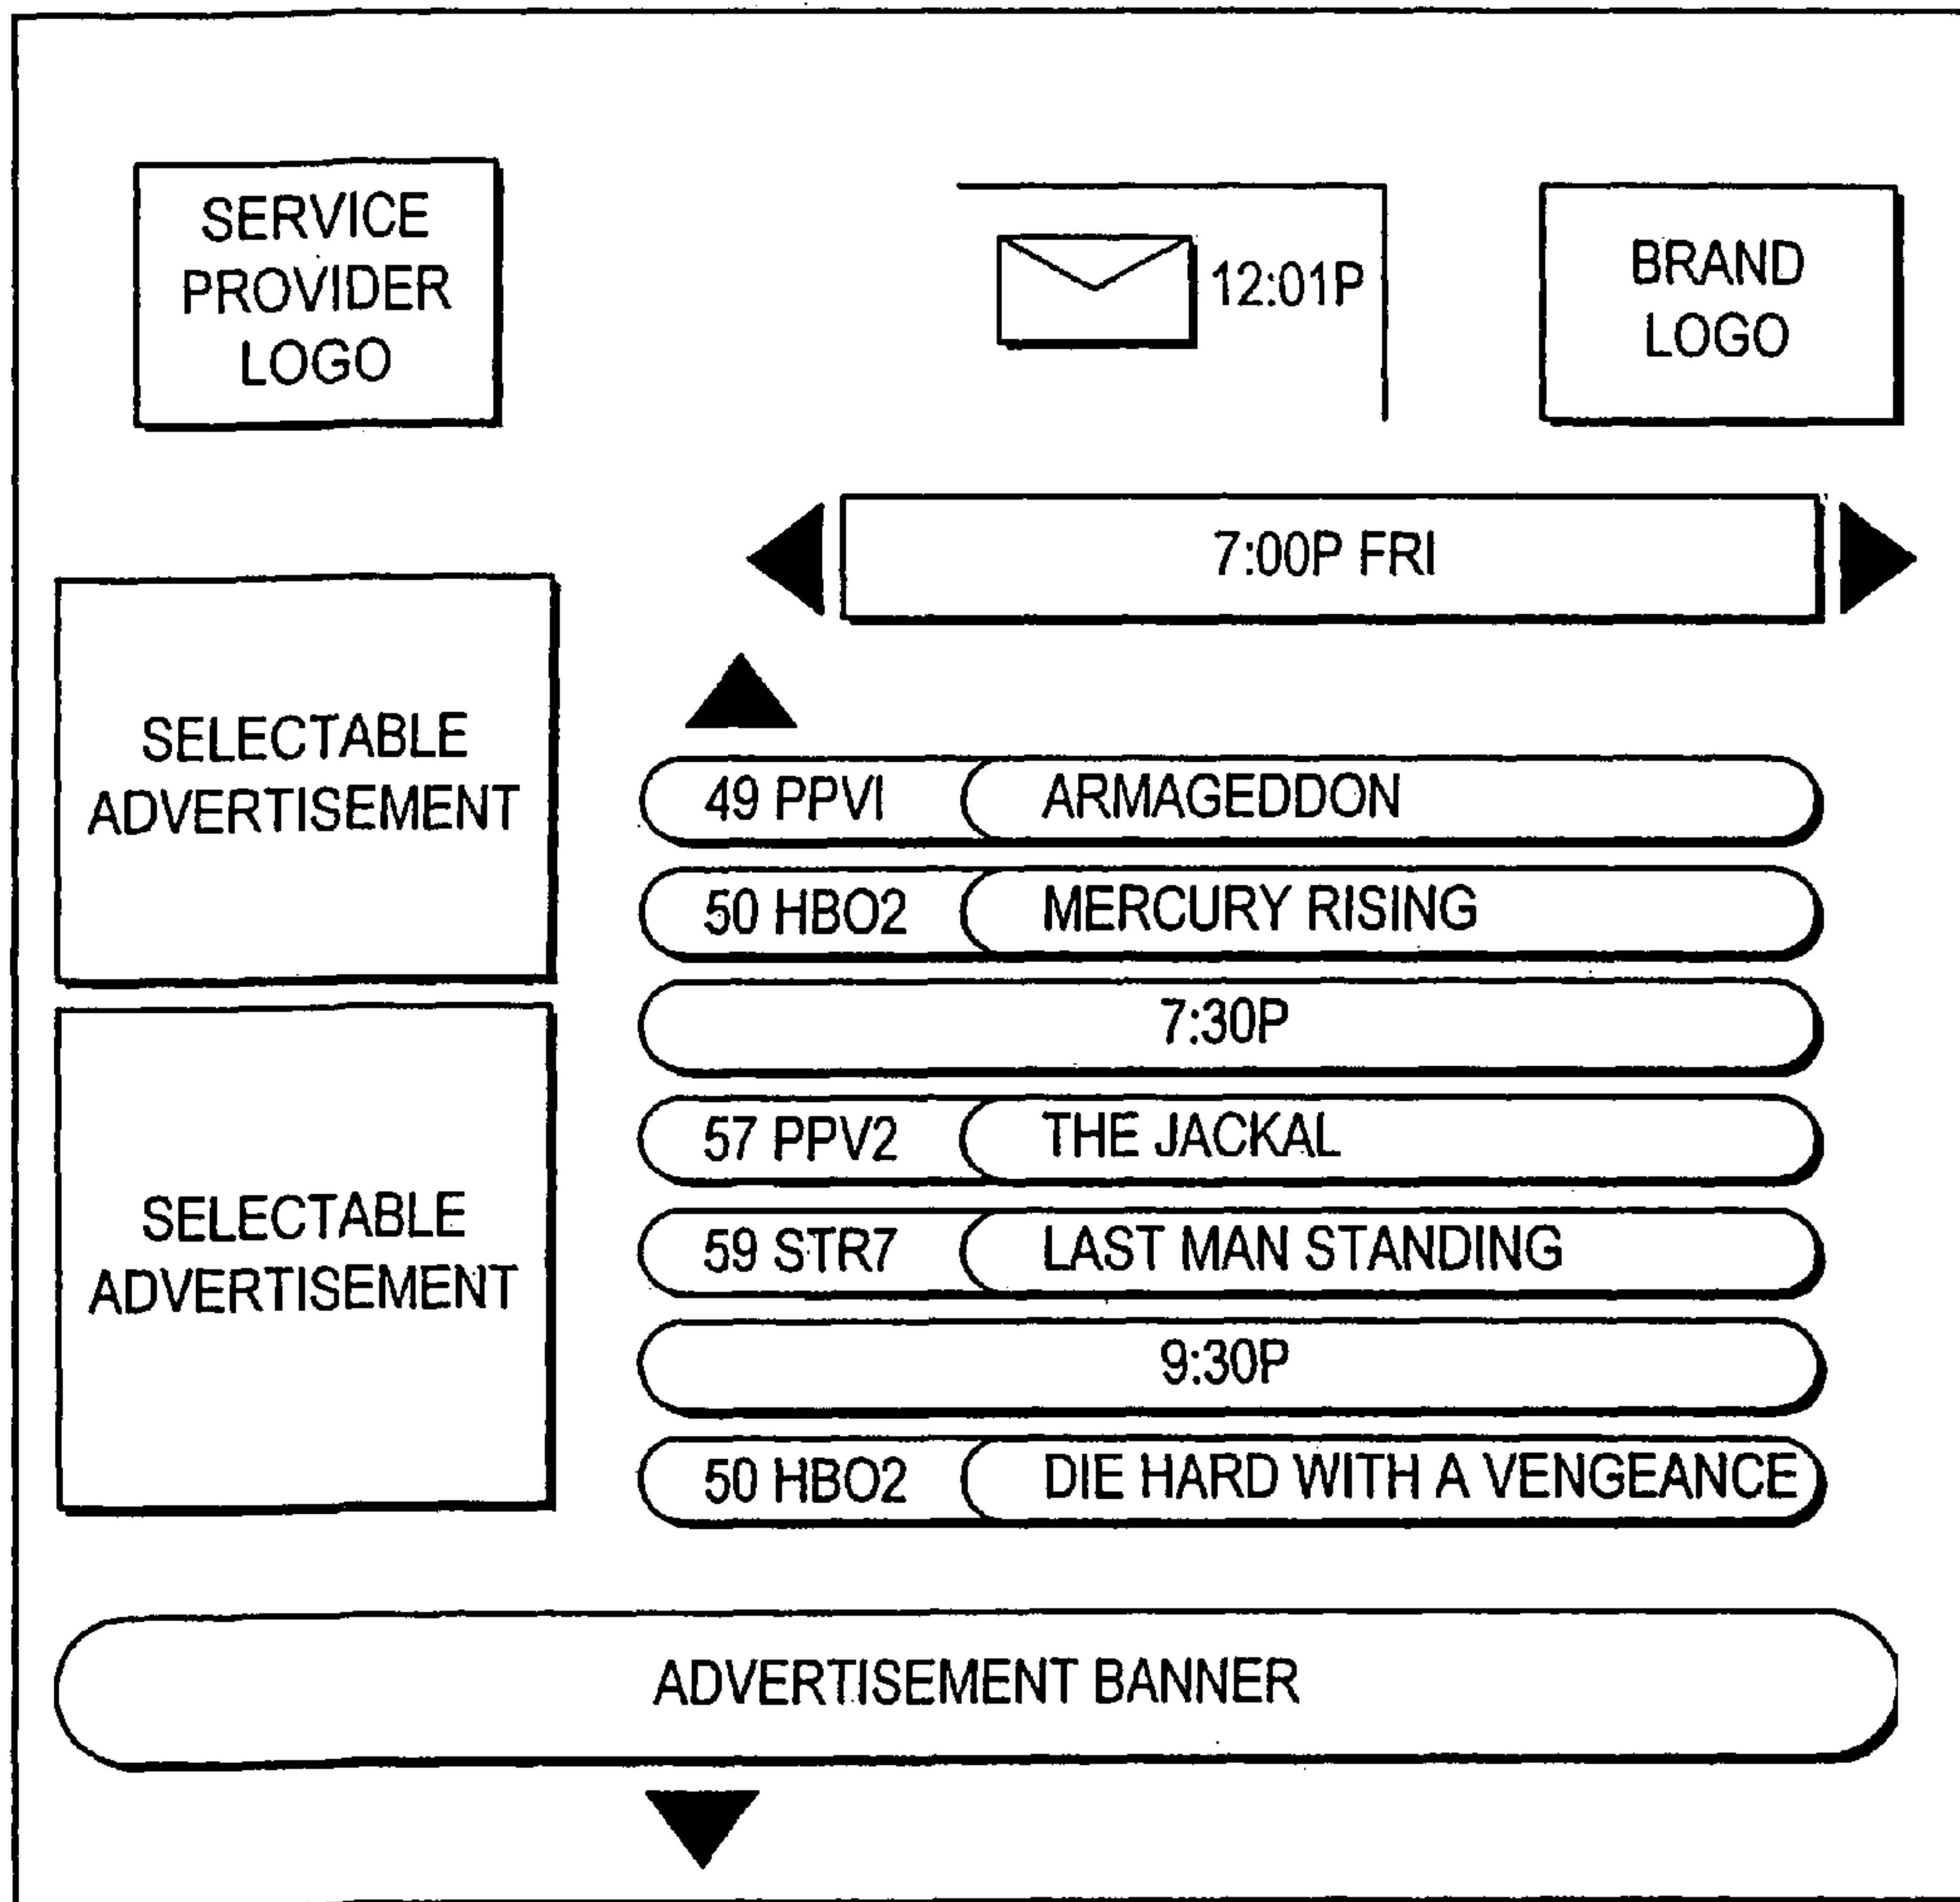 SERVICE
PROVIDER
LOGO
12:01P
BRAND
LOGO
7:00P FRI
SELECTABLE
ADVERTISEMENT
49 PPVI ARMAGEDDON
50 HBO2 MERCURY RISING
7:30P
57 PPV2 THE JACKAL
59 STR7 LAST MAN STANDING
9:30P
50 HBO2 DIE HARD WITH A VENGEANCE
SELECTABLE
ADVERTISEMENT
ADVERTISEMENT BANNER